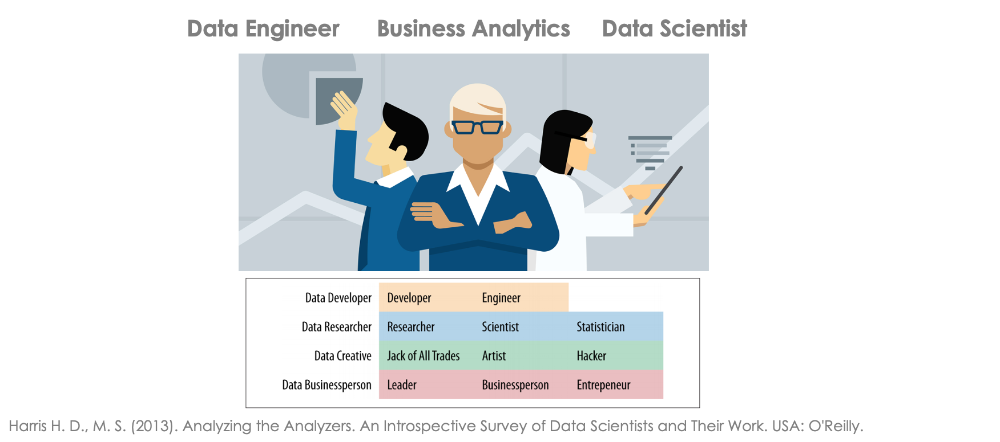 Data Engineer Business Analytics Data Scientist
Data Developer Developer Engineer
Data Researcher Researcher Scientist Statistician
Data Creative Jack of All Trades Artist Hacker
Data Businessperson Leader Businessperson Entrepeneur
Harris H. D., M. S. (2013). Analyzing the Analyzers. An Introspective Survey of Data Scientists and Their Work. USA: O'Reilly.